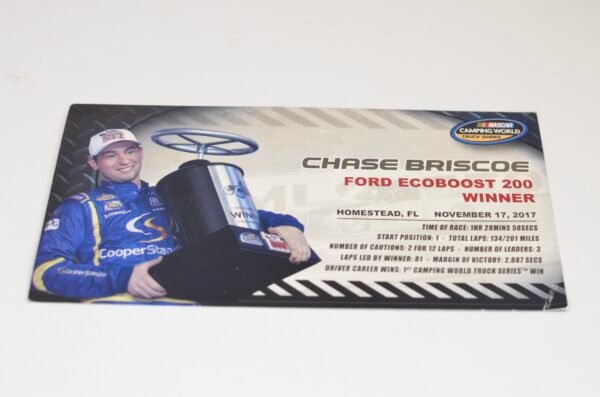 NASCAR
CAMPING WORLD
TRUCK SERIES
CHASE BRISCOE
FORD ECOBOOST 200
WINNER
HOMESTEAD, FL NOVEMBER 17, 2017
TIME OF RACE: 1HR 28MINS 58SECS
START POSITION: 1 - TOTAL LAPS: 134/201 MILES
NUMBER OF CAUTIONS: 2 FOR 12 LAPS - NUMBER OF LEADERS: 3
LAPS LED BY WINNER: 81 - MARGIN OF VICTORY: 2.887 SECS
DRIVER CAREER WINS: 1ST CAMPING WORLD TRUCK SERIES™ WIN
CooperStan
WINN